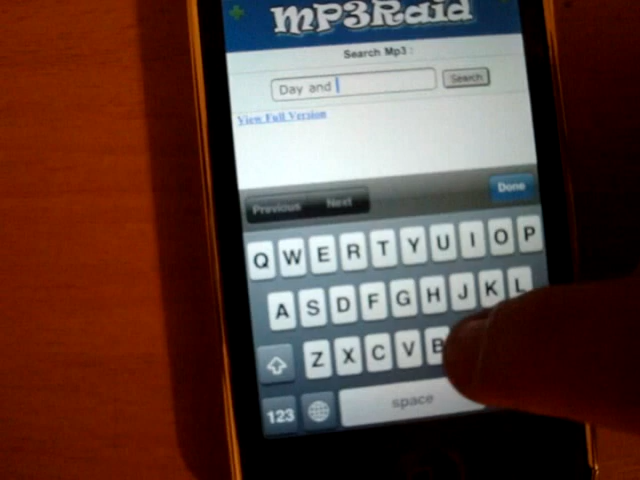 MP3Raid
Search Mp3 :
Day and
Search
View Full Version
Previous Next Done
Q W E R T Y U I O P
A S D F G H J K L
Z X C V B
123 space